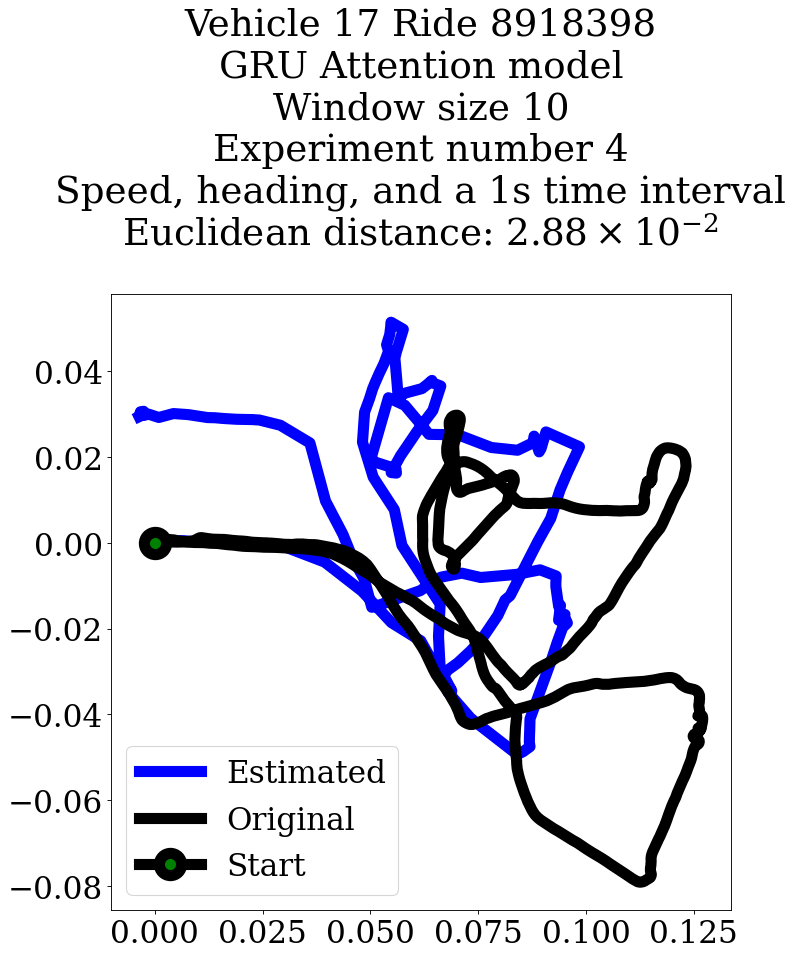 Vehicle 17 Ride 8918398
GRU Attention model
Window size 10
Experiment number 4
Speed, heading, and a 1s time interval
Euclidean distance: 2.88 × 10⁻²
0.04
0.02
0.00
−0.02
−0.04
−0.06
−0.08
Estimated
Original
Start
0.000 0.025 0.050 0.075 0.100 0.125